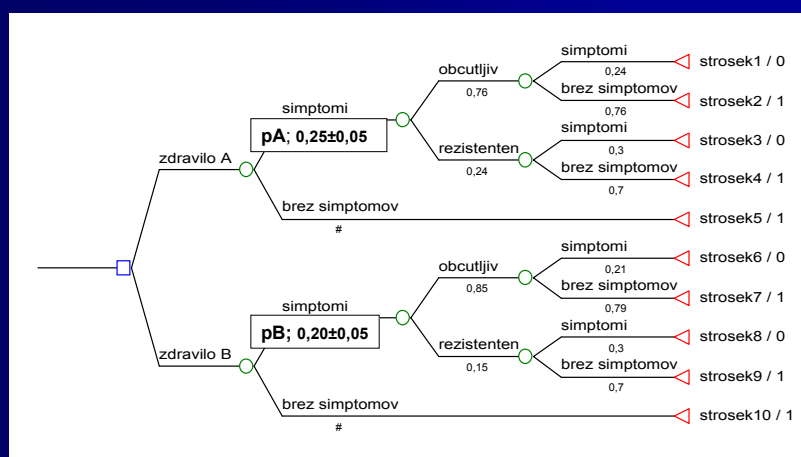 simptomi
0,24
strosek1 / 0
obcutljiv
0,76
brez simptomov
0,76
strosek2 / 1
simptomi
pA; 0,25±0,05
simptomi
0,3
strosek3 / 0
rezistenten
0,24
brez simptomov
0,7
strosek4 / 1
zdravilo A
brez simptomov
#
strosek5 / 1
simptomi
0,21
strosek6 / 0
obcutljiv
0,85
brez simptomov
0,79
strosek7 / 1
simptomi
pB; 0,20±0,05
simptomi
0,3
strosek8 / 0
rezistenten
0,15
brez simptomov
0,7
strosek9 / 1
zdravilo B
brez simptomov
#
strosek10 / 1